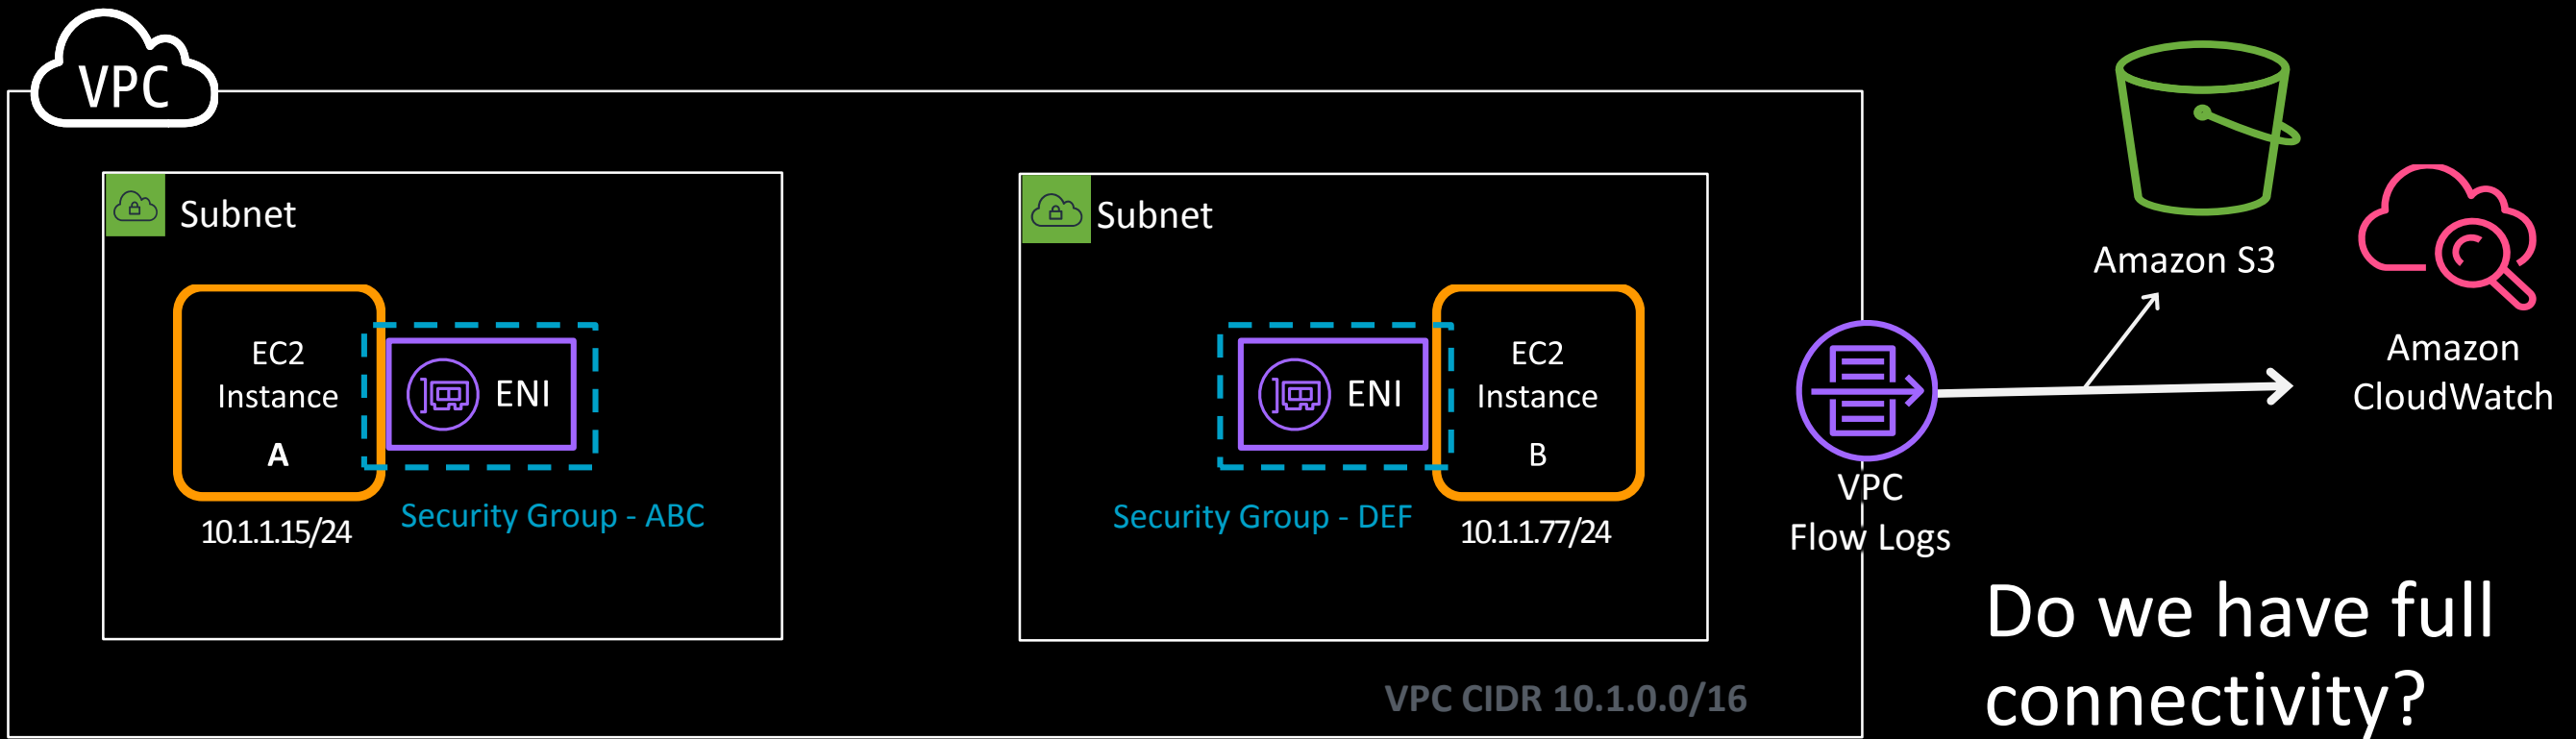 VPC
Subnet
EC2
Instance
A
ENI
10.1.1.15/24
Security Group - ABC
Subnet
ENI
EC2
Instance
B
Security Group - DEF
10.1.1.77/24
VPC CIDR 10.1.0.0/16
VPC
Flow Logs
Amazon S3
Amazon
CloudWatch
Do we have full
connectivity?